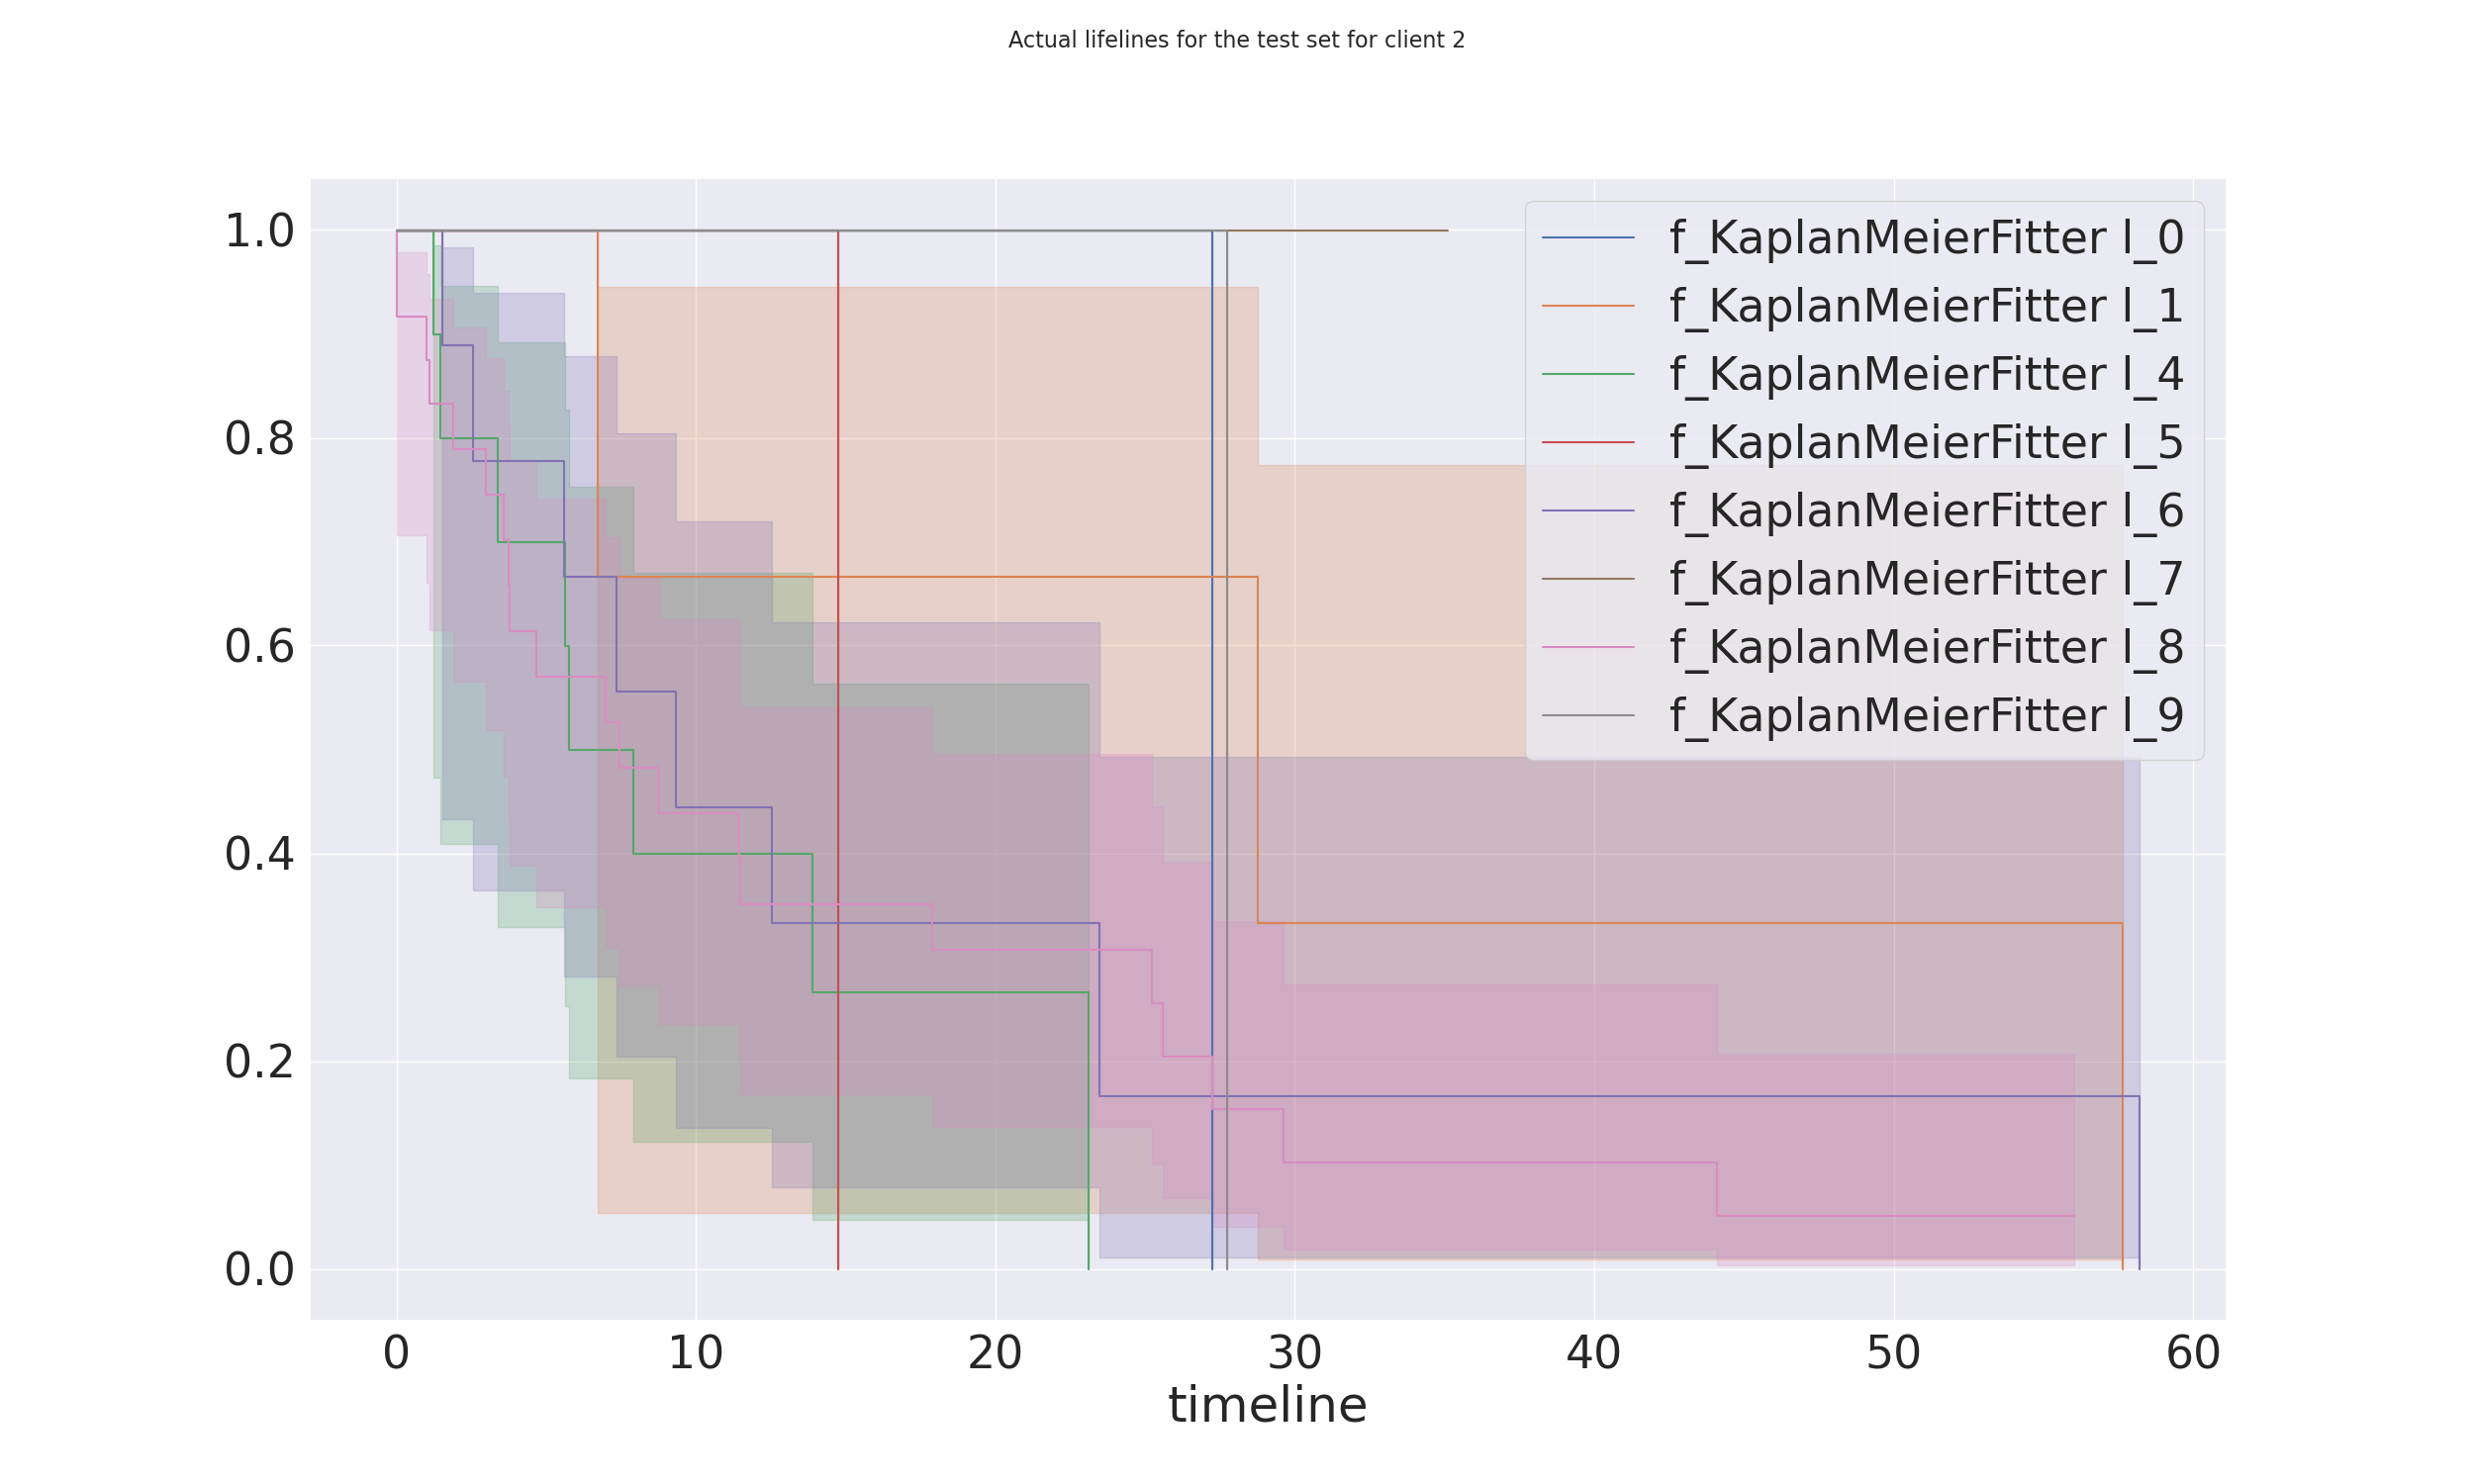 Actual lifelines for the test set for client 2
1.0
0.8
0.6
0.4
0.2
0.0
f_KaplanMeierFitter l_0
f_KaplanMeierFitter l_1
f_KaplanMeierFitter l_4
f_KaplanMeierFitter l_5
f_KaplanMeierFitter l_6
f_KaplanMeierFitter l_7
f_KaplanMeierFitter l_8
f_KaplanMeierFitter l_9
0 10 20 30 40 50 60
timeline